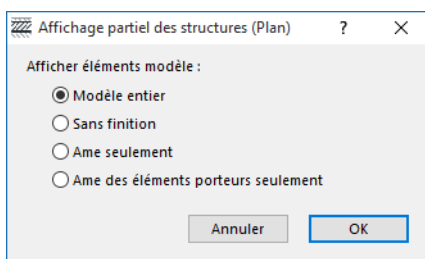 Affichage partiel des structures (Plan) ?
Afficher éléments modèle :
Modèle entier
Sans finition
Ame seulement
Ame des éléments porteurs seulement
Annuler OK